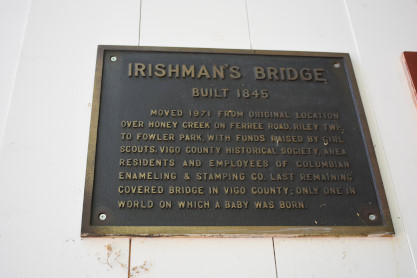 IRISHMAN'S BRIDGE
BUILT 1845
MOVED 1971 FROM ORIGINAL LOCATION
OVER HONEY CREEK ON FERREE ROAD, RILEY TWP.,
TO FOWLER PARK, WITH FUNDS RAISED BY GIRL
SCOUTS, VIGO COUNTY HISTORICAL SOCIETY, AREA
RESIDENTS AND EMPLOYEES OF COLUMBIAN
ENAMELING & STAMPING CO. LAST REMAINING
COVERED BRIDGE IN VIGO COUNTY; ONLY ONE IN
WORLD ON WHICH A BABY WAS BORN.